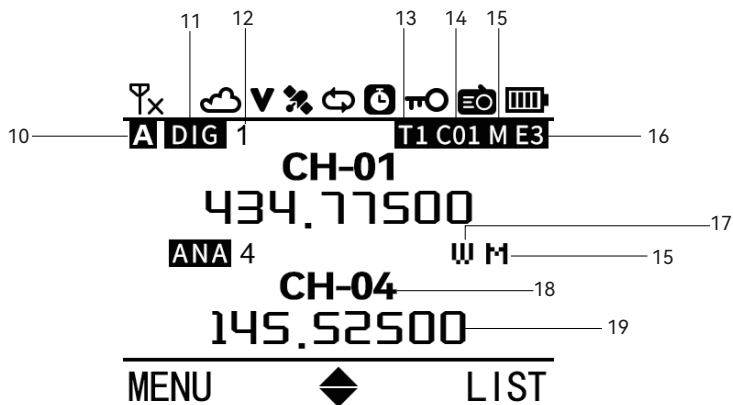 11 12 13 14 15
V
10 A DIG 1 T1 C01 M E3 16
CH-01
434.77500
17
ANA 4 W M 15
CH-04 18
145.52500 19
MENU LIST